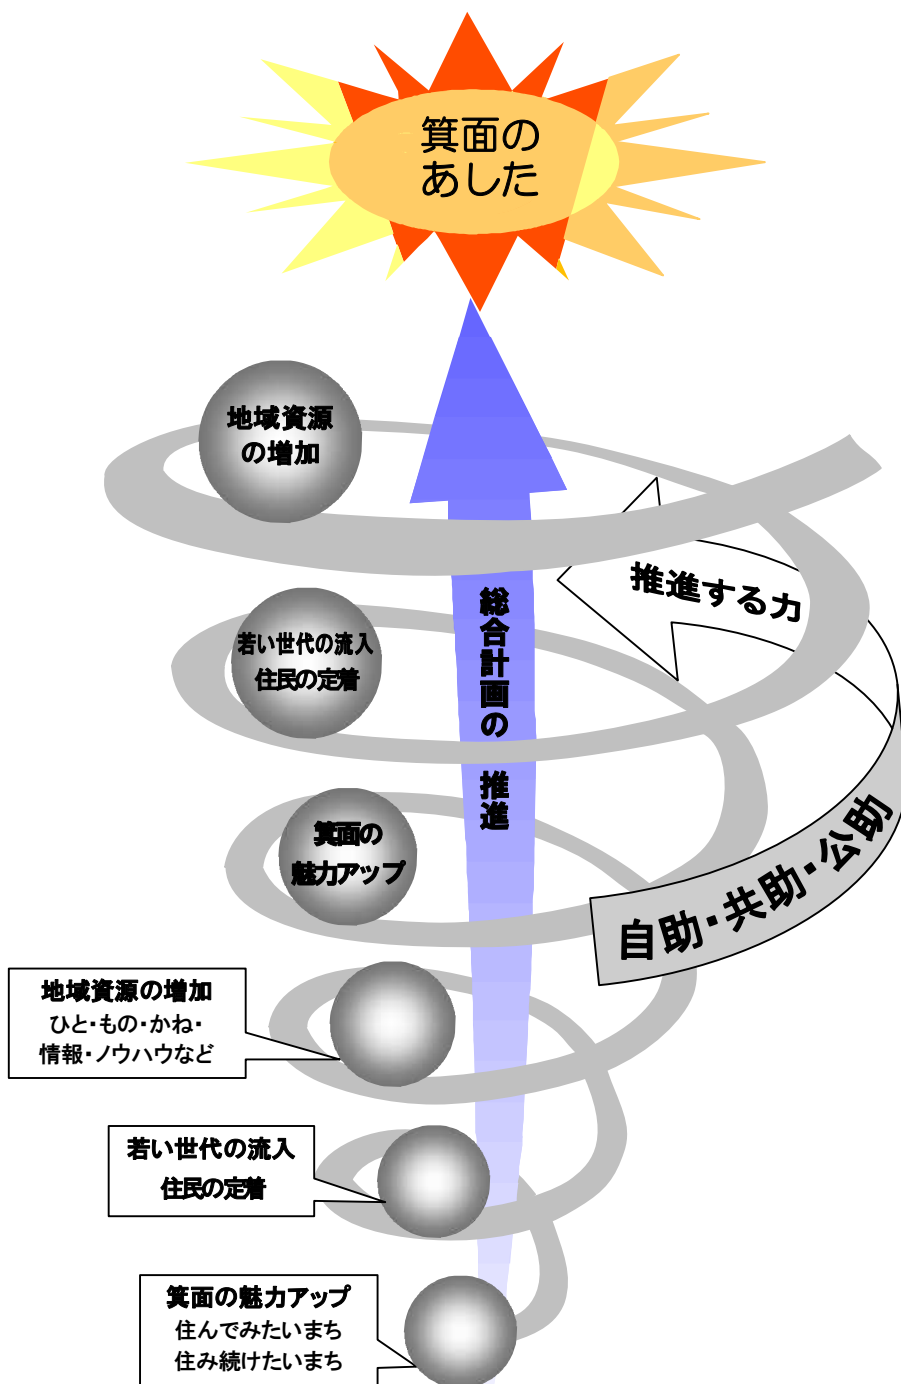 箕面の
あした
地域資源
の増加
推進する力
若い世代の流入
住民の定着
総合計画の 推進
箕面の
魅力アップ
自助・共助・公助
地域資源の増加
ひと・もの・かね・
情報・ノウハウなど
若い世代の流入
住民の定着
箕面の魅力アップ
住んでみたいまち
住み続けたいまち